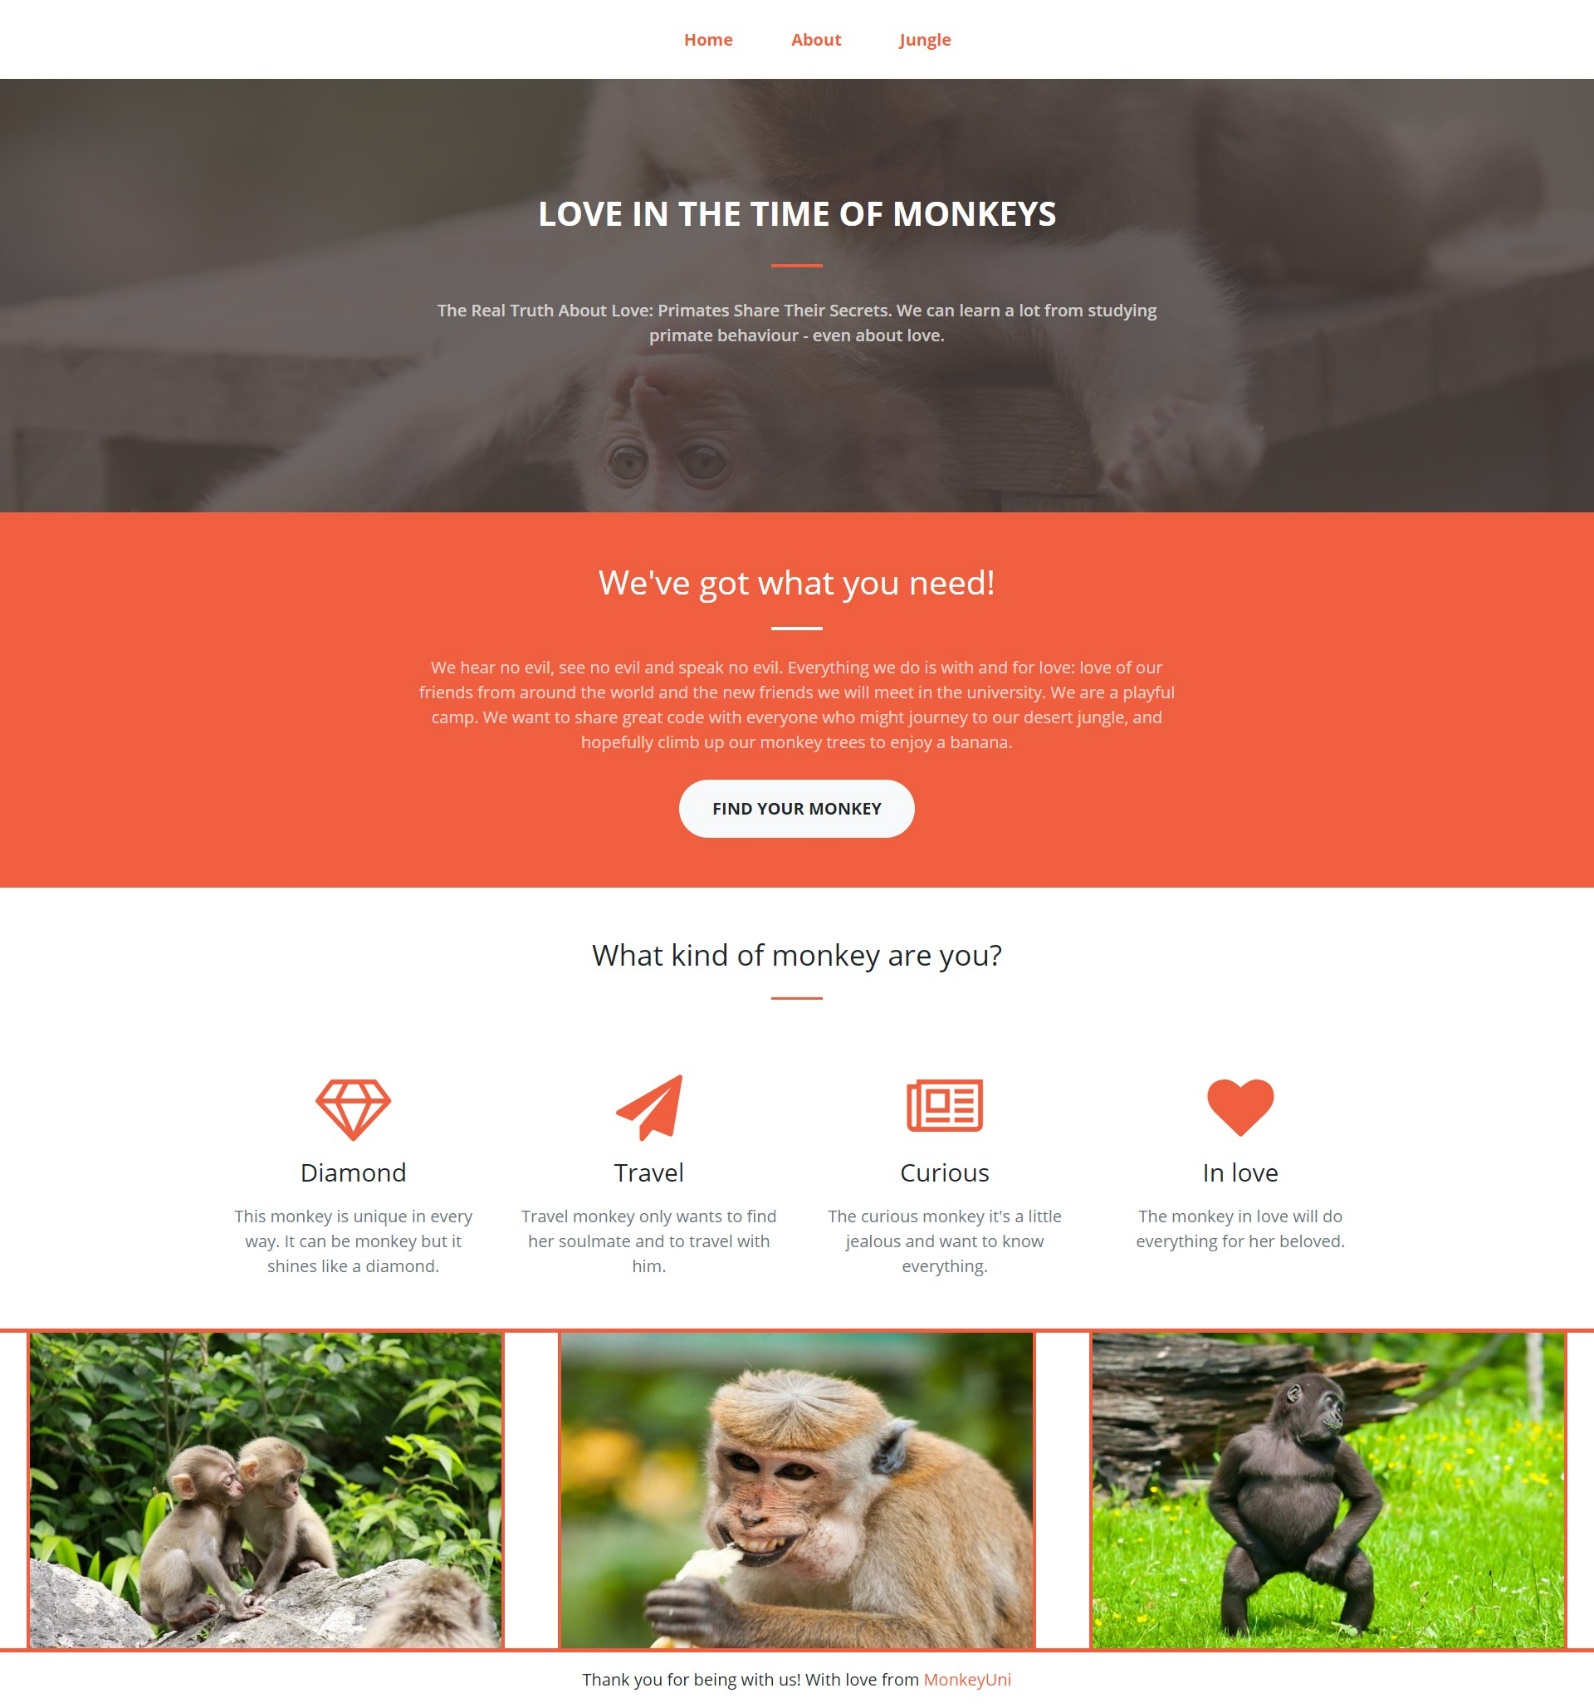 Home About Jungle
LOVE IN THE TIME OF MONKEYS
The Real Truth About Love: Primates Share Their Secrets. We can learn a lot from studying
primate behaviour - even about love.
We've got what you need!
We hear no evil, see no evil and speak no evil. Everything we do is with and for love: love of our
friends from around the world and the new friends we will meet in the university. We are a playful
camp. We want to share great code with everyone who might journey to our desert jungle, and
hopefully climb up our monkey trees to enjoy a banana.
FIND YOUR MONKEY
What kind of monkey are you?
Diamond
This monkey is unique in every
way. It can be monkey but it
shines like a diamond.
Travel
Travel monkey only wants to find
her soulmate and to travel with
him.
Curious
The curious monkey it's a little
jealous and want to know
everything.
In love
The monkey in love will do
everything for her beloved.
Thank you for being with us! With love from MonkeyUni